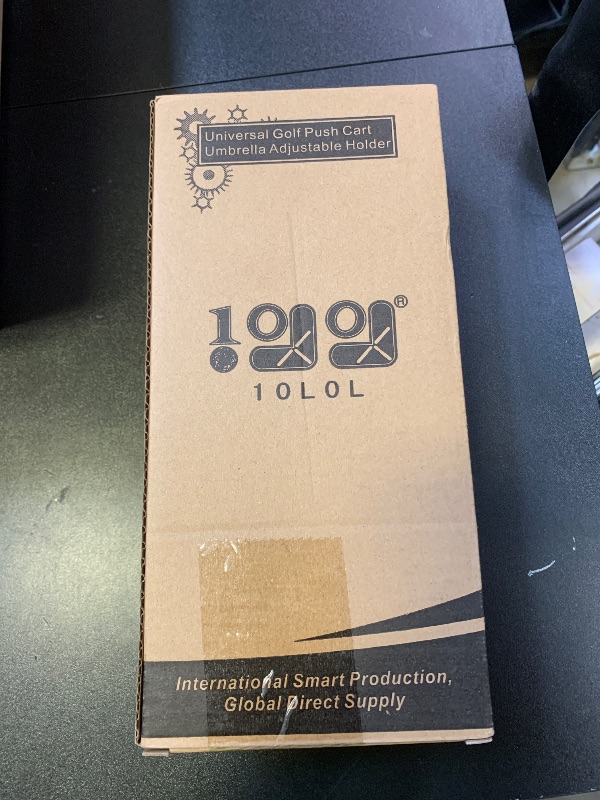 Universal Golf Push Cart
Umbrella Adjustable Holder
®
10L0L
International Smart Production,
Global Direct Supply